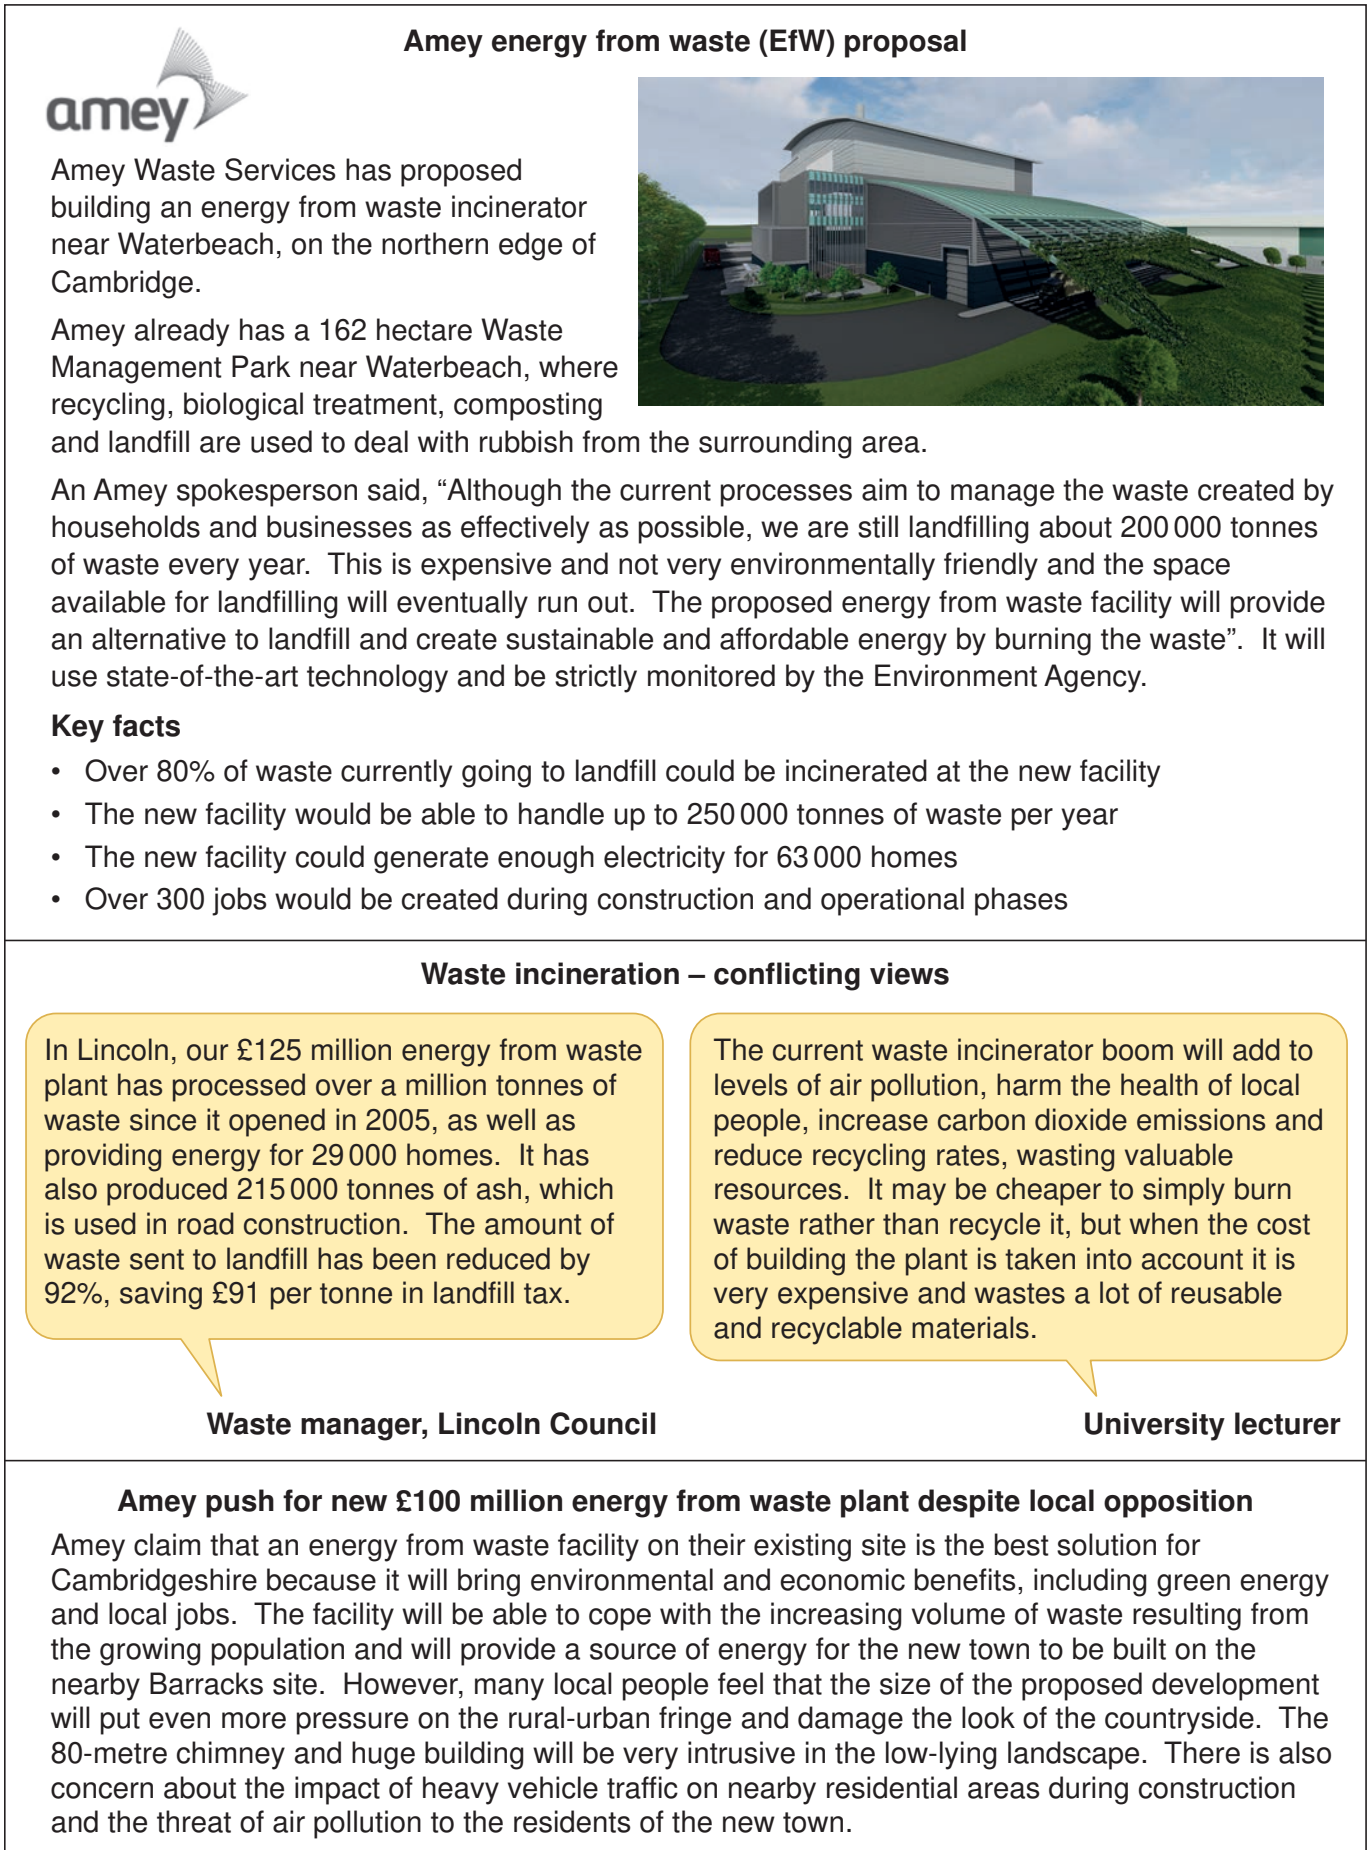 Amey energy from waste (EfW) proposal
amey
Amey Waste Services has proposed
building an energy from waste incinerator
near Waterbeach, on the northern edge of
Cambridge.
Amey already has a 162 hectare Waste
Management Park near Waterbeach, where
recycling, biological treatment, composting
and landfill are used to deal with rubbish from the surrounding area.
An Amey spokesperson said, “Although the current processes aim to manage the waste created by
households and businesses as effectively as possible, we are still landfilling about 200 000 tonnes
of waste every year. This is expensive and not very environmentally friendly and the space
available for landfilling will eventually run out. The proposed energy from waste facility will provide
an alternative to landfill and create sustainable and affordable energy by burning the waste”. It will
use state-of-the-art technology and be strictly monitored by the Environment Agency.
Key facts
• Over 80% of waste currently going to landfill could be incinerated at the new facility
• The new facility would be able to handle up to 250 000 tonnes of waste per year
• The new facility could generate enough electricity for 63 000 homes
• Over 300 jobs would be created during construction and operational phases
Waste incineration – conflicting views
In Lincoln, our £125 million energy from waste
plant has processed over a million tonnes of
waste since it opened in 2005, as well as
providing energy for 29 000 homes. It has
also produced 215 000 tonnes of ash, which
is used in road construction. The amount of
waste sent to landfill has been reduced by
92%, saving £91 per tonne in landfill tax.
Waste manager, Lincoln Council
The current waste incinerator boom will add to
levels of air pollution, harm the health of local
people, increase carbon dioxide emissions and
reduce recycling rates, wasting valuable
resources. It may be cheaper to simply burn
waste rather than recycle it, but when the cost
of building the plant is taken into account it is
very expensive and wastes a lot of reusable
and recyclable materials.
University lecturer
Amey push for new £100 million energy from waste plant despite local opposition
Amey claim that an energy from waste facility on their existing site is the best solution for
Cambridgeshire because it will bring environmental and economic benefits, including green energy
and local jobs. The facility will be able to cope with the increasing volume of waste resulting from
the growing population and will provide a source of energy for the new town to be built on the
nearby Barracks site. However, many local people feel that the size of the proposed development
will put even more pressure on the rural-urban fringe and damage the look of the countryside. The
80-metre chimney and huge building will be very intrusive in the low-lying landscape. There is also
concern about the impact of heavy vehicle traffic on nearby residential areas during construction
and the threat of air pollution to the residents of the new town.